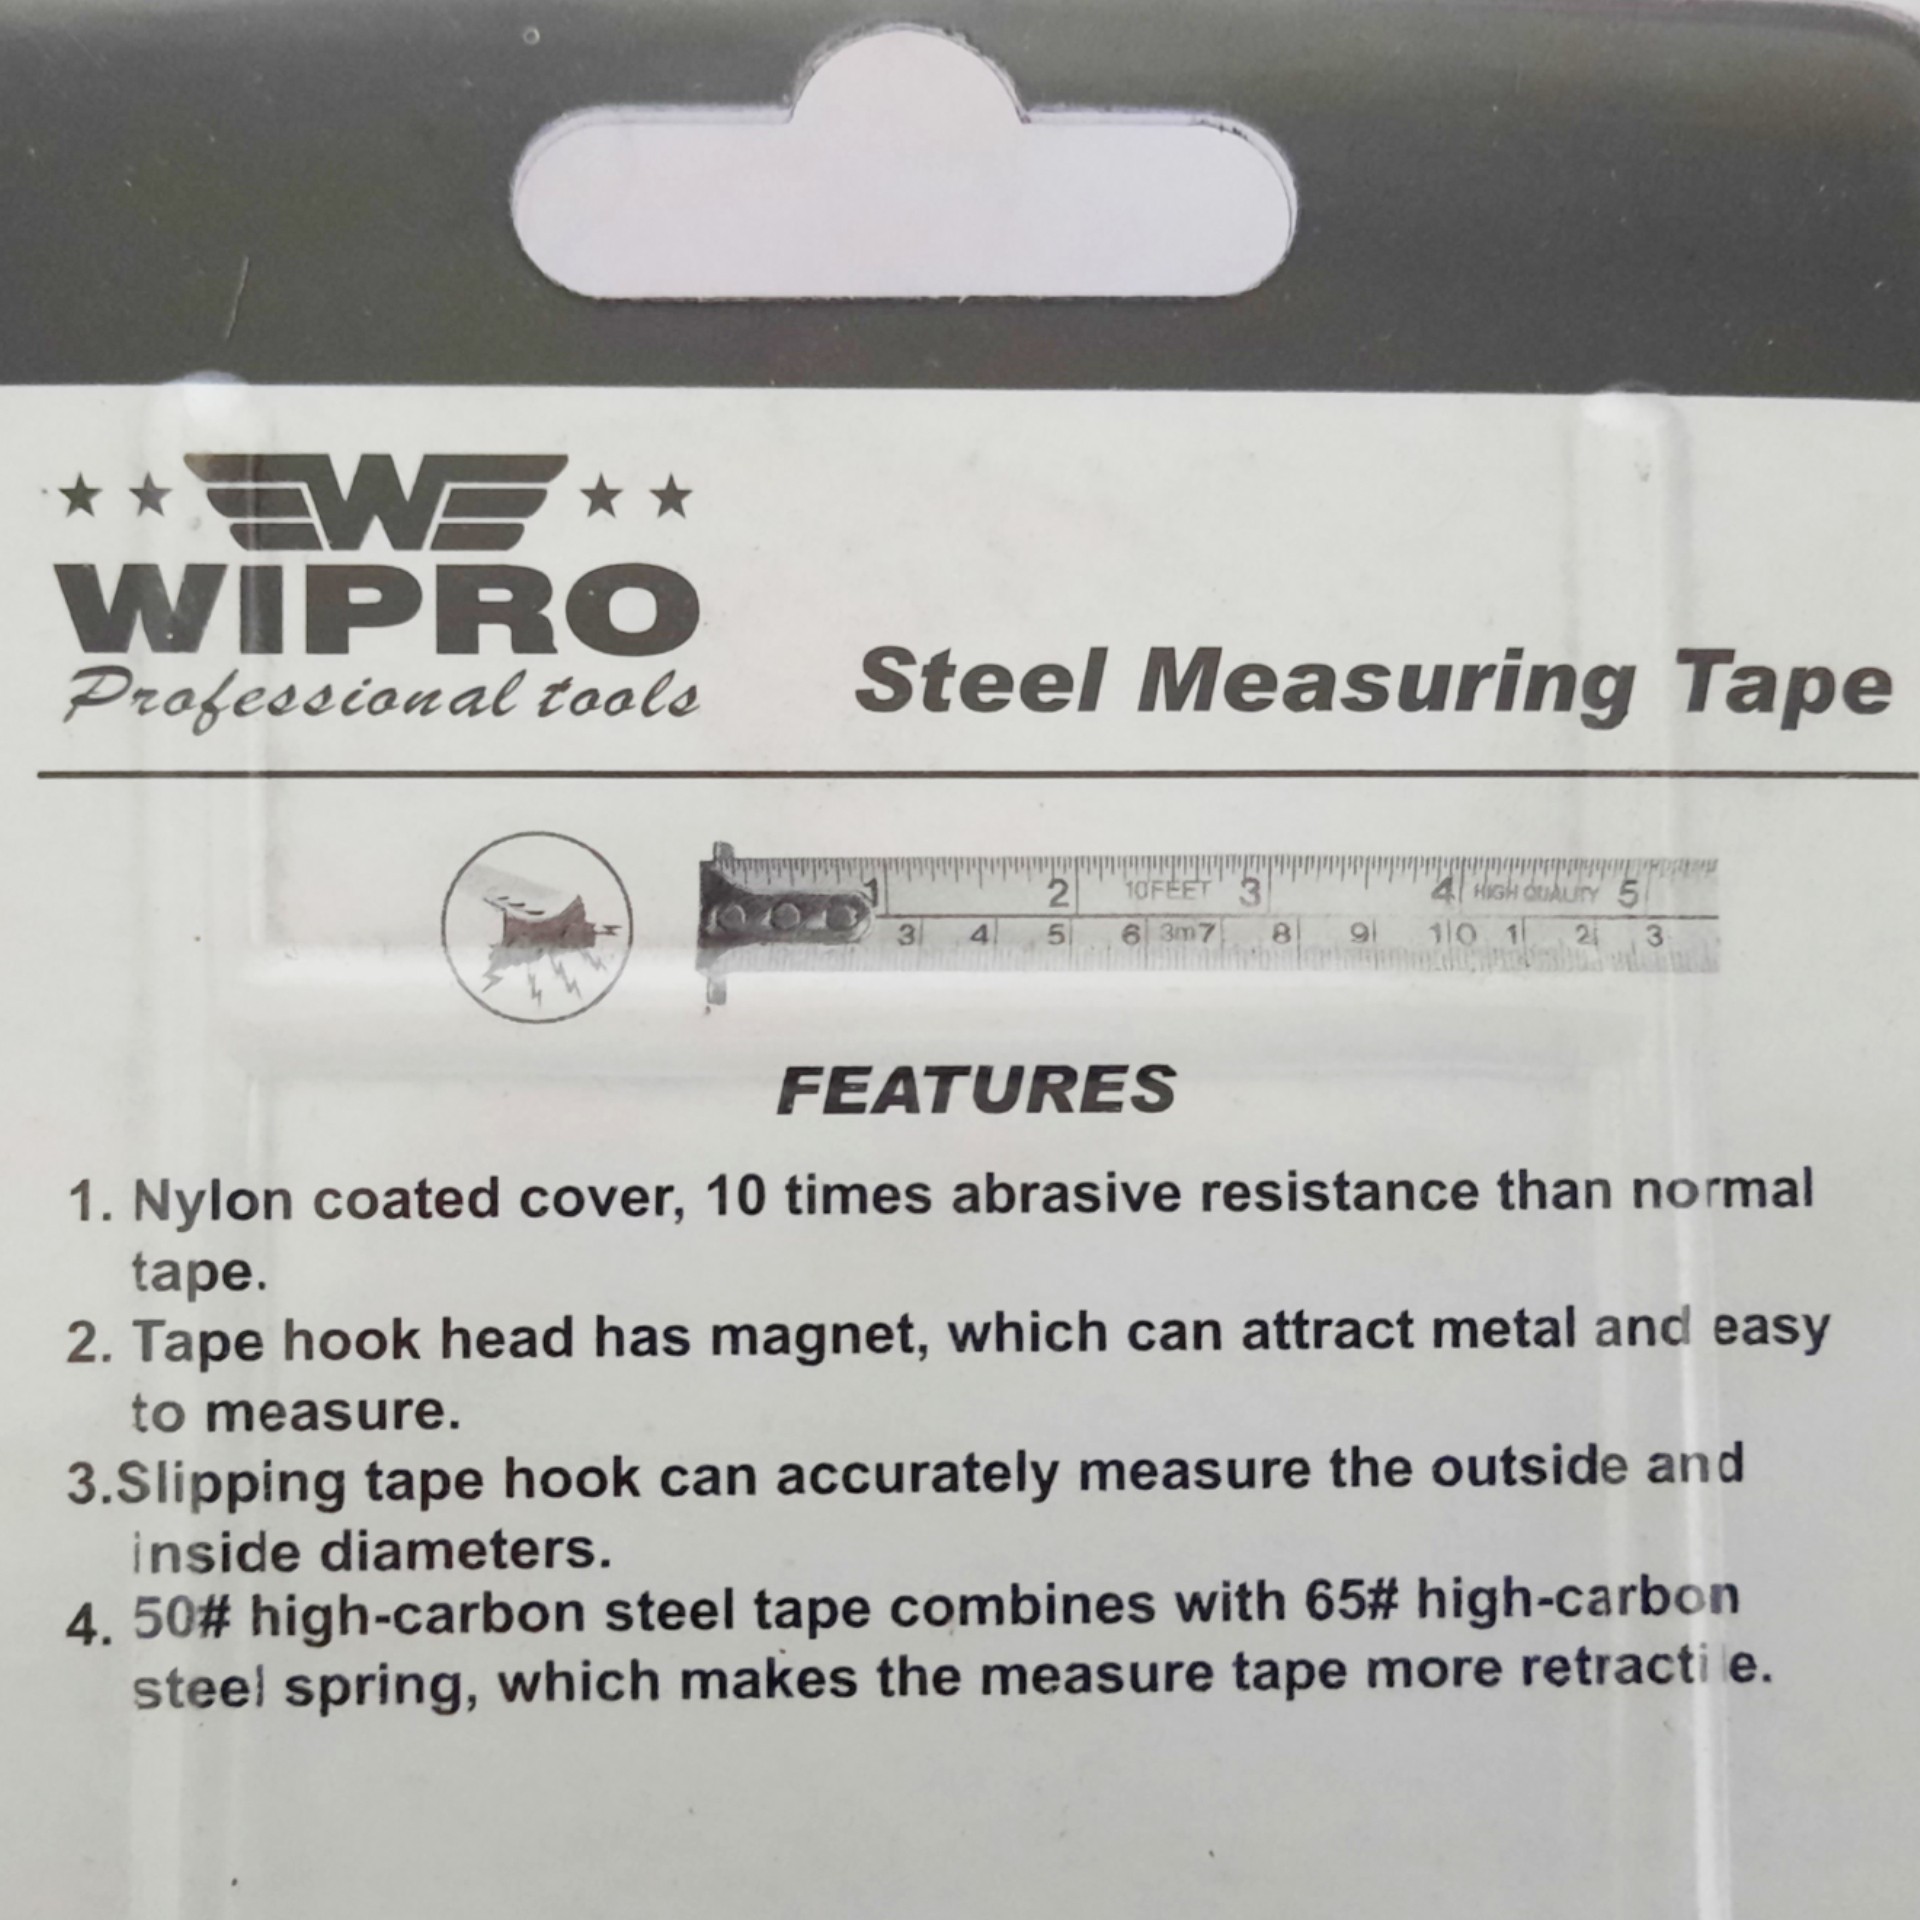 W
WIPRO
Professional tools
Steel Measuring Tape
1 2 10FEET 3 4 HIGH QUALITY 5
3 4 5 6 3m 7 8 9 10 1 2 3
FEATURES
1. Nylon coated cover, 10 times abrasive resistance than normal
tape.
2. Tape hook head has magnet, which can attract metal and easy
to measure.
3.Slipping tape hook can accurately measure the outside and
inside diameters.
4. 50# high-carbon steel tape combines with 65# high-carbon
steel spring, which makes the measure tape more retractile.